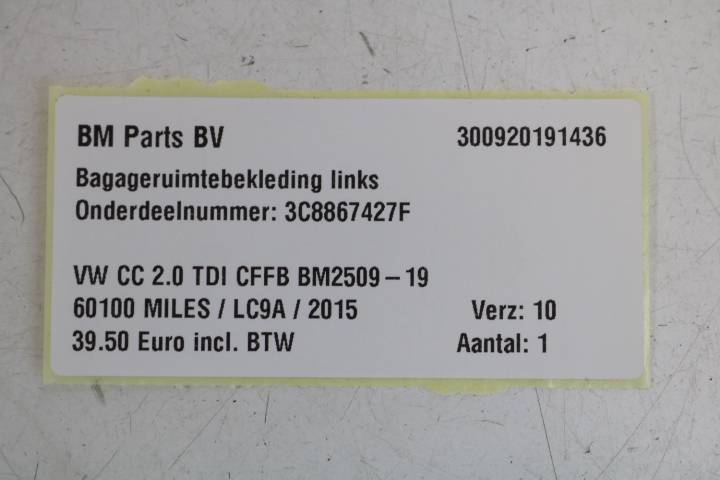 BM Parts BV 300920191436
Bagageruimtebekleding links
Onderdeelnummer: 3C8867427F
VW CC 2.0 TDI CFFB BM2509-19
60100 MILES / LC9A / 2015 Verz: 10
39.50 Euro incl. BTW Aantal: 1